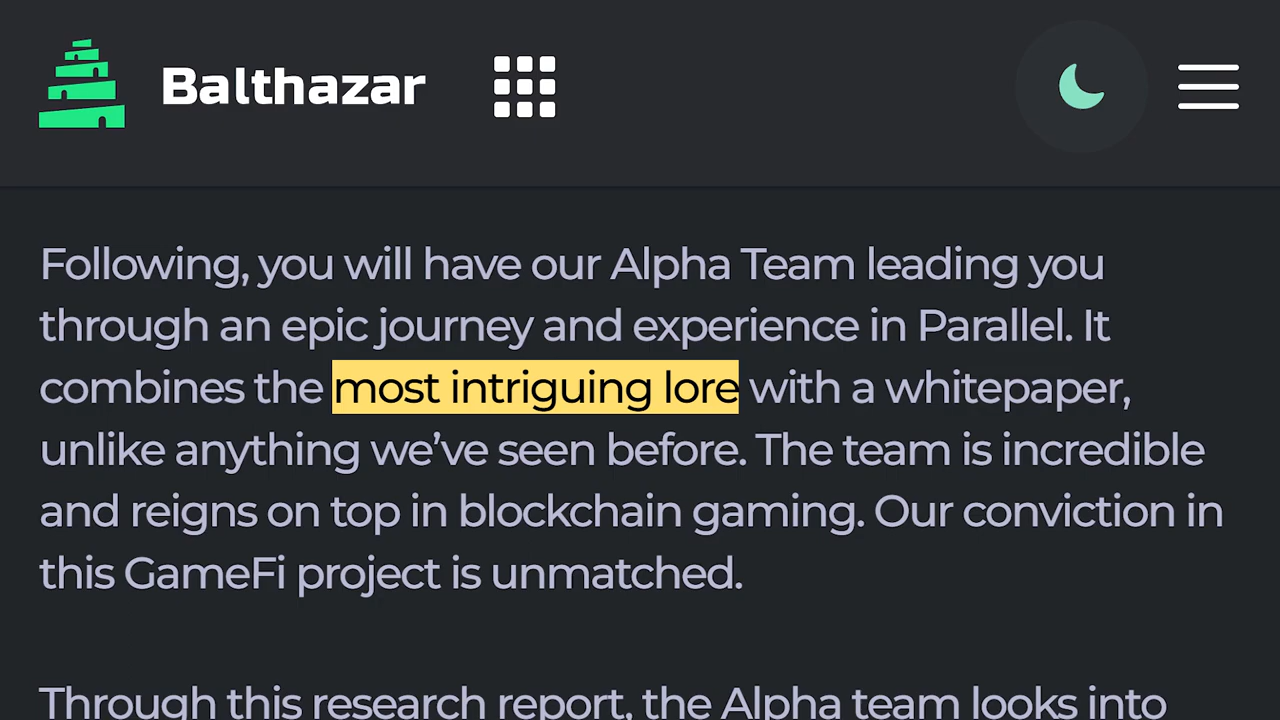 Balthazar
Following, you will have our Alpha Team leading you
through an epic journey and experience in Parallel. It
combines the most intriguing lore with a whitepaper,
unlike anything we’ve seen before. The team is incredible
and reigns on top in blockchain gaming. Our conviction in
this GameFi project is unmatched.
Through this research report, the Alpha team looks into